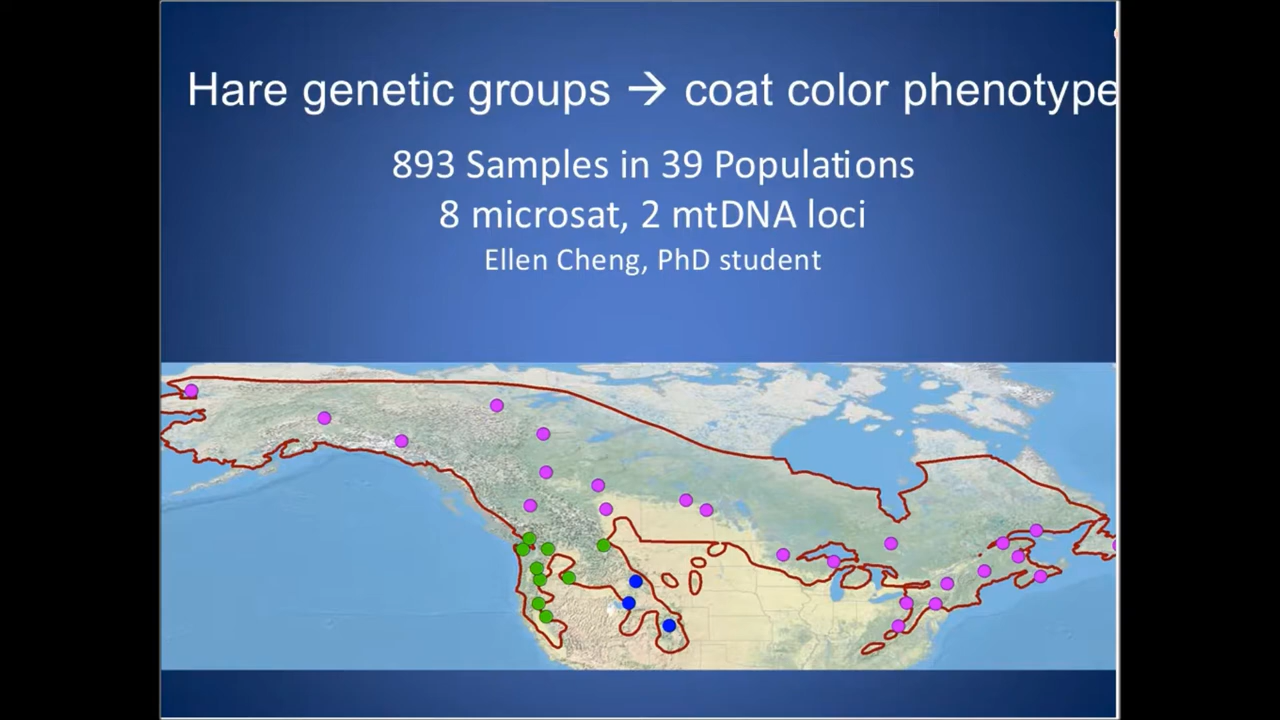 Hare genetic groups → coat color phenotype
893 Samples in 39 Populations
8 microsat, 2 mtDNA loci
Ellen Cheng, PhD student